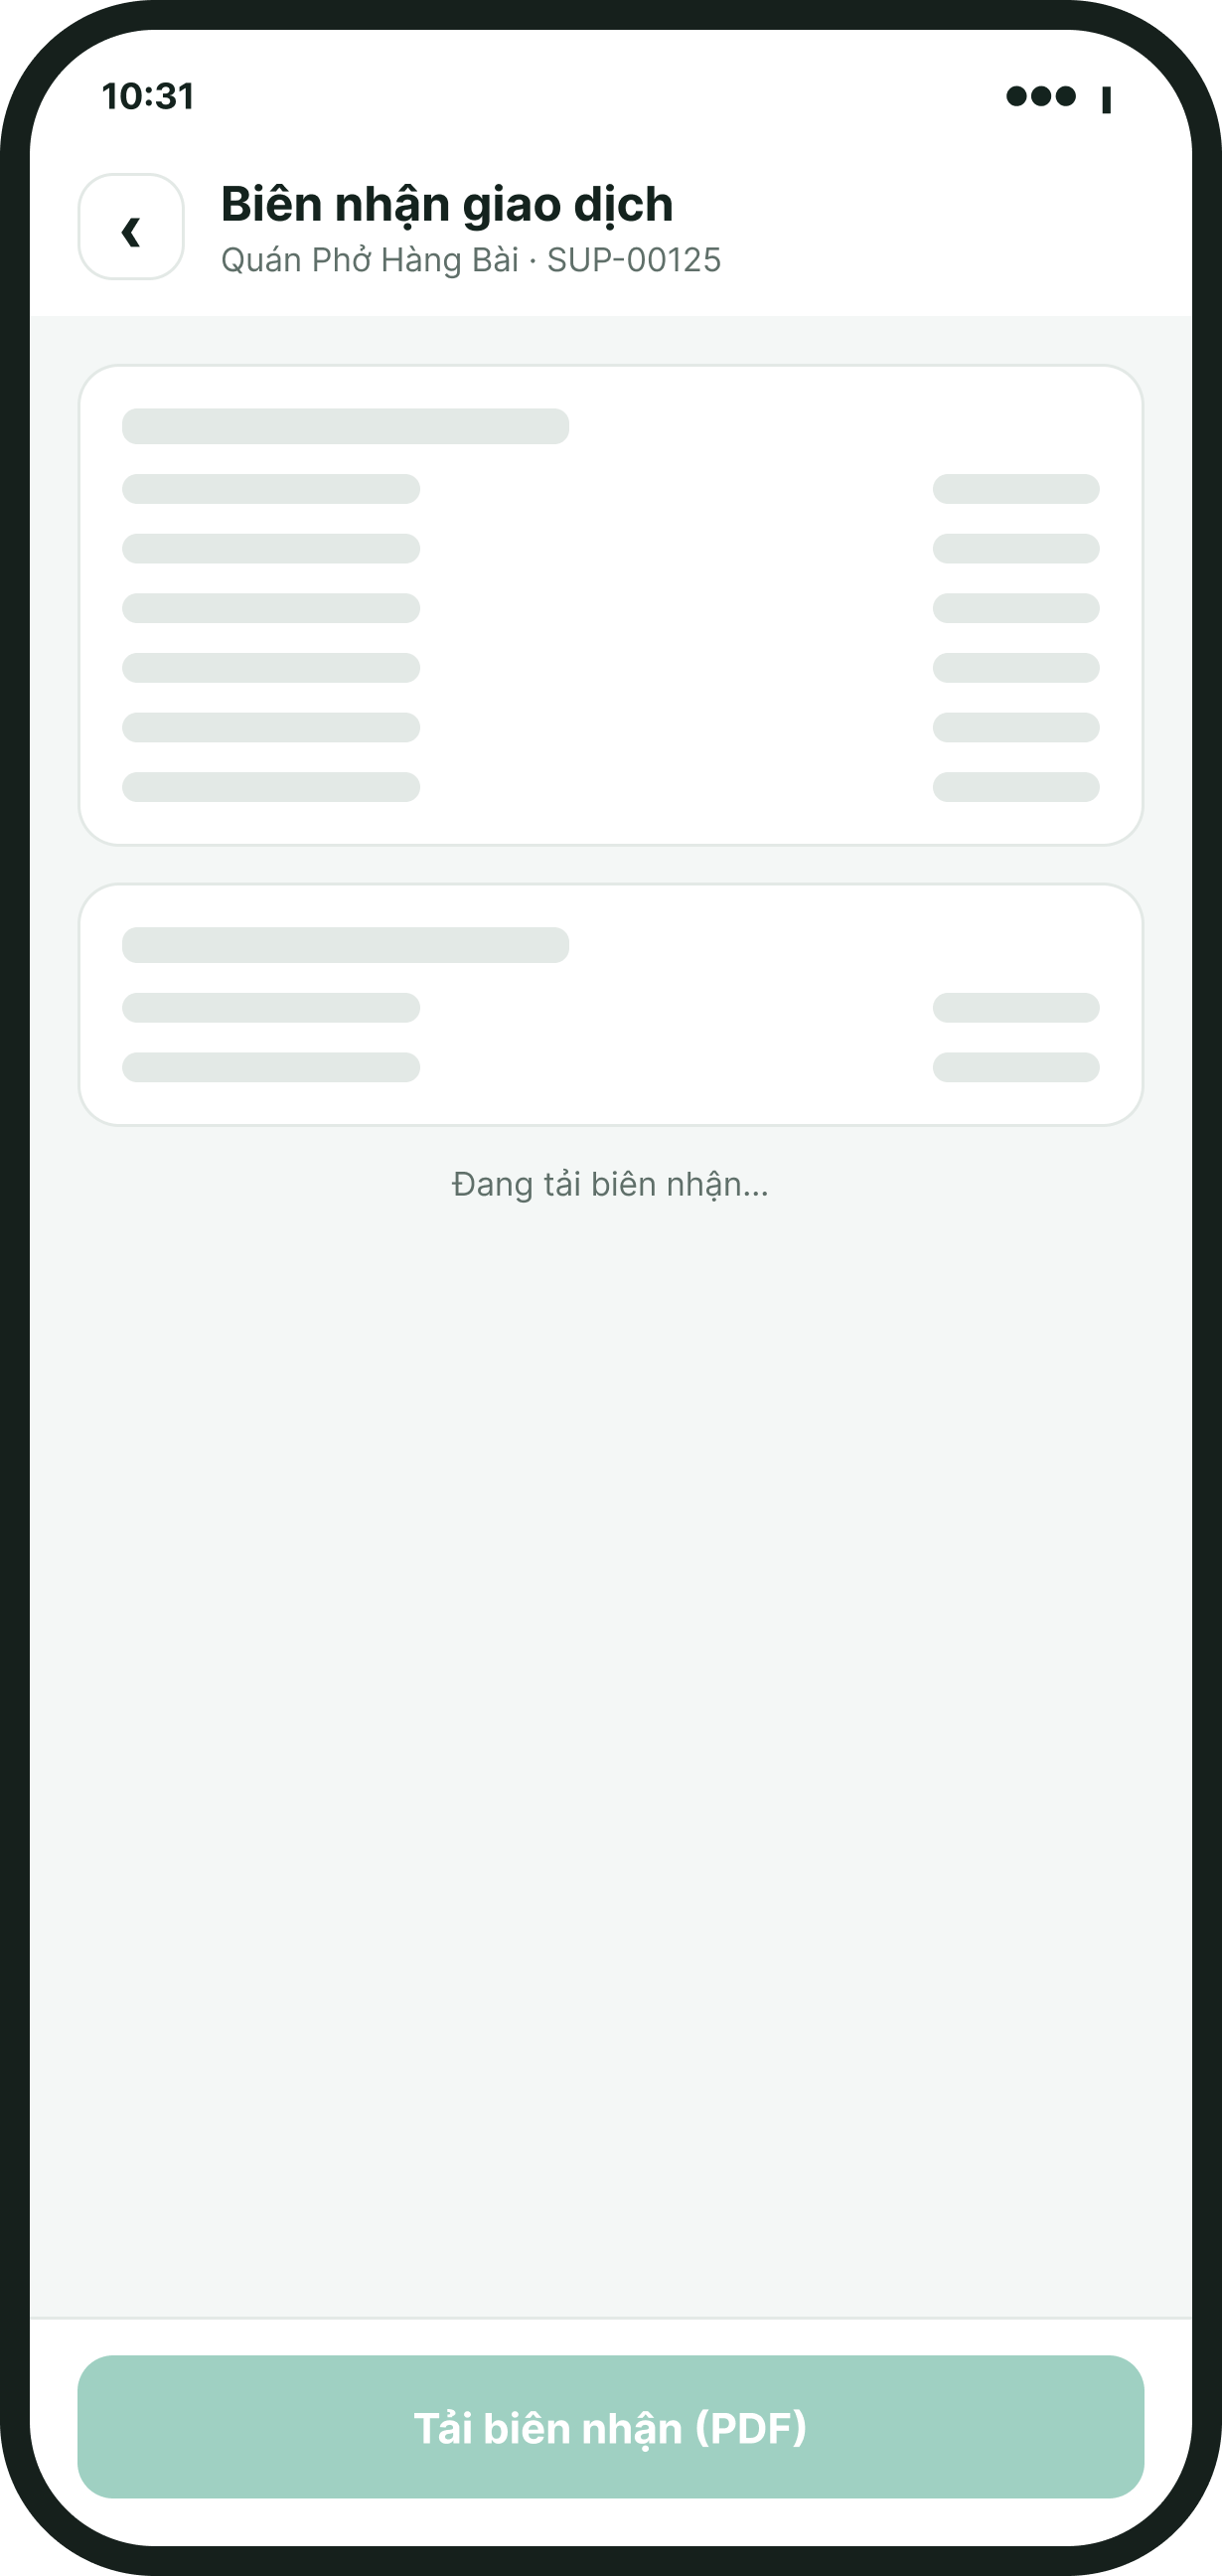 10:31
Biên nhận giao dịch
Quán Phở Hàng Bài · SUP-00125
Đang tải biên nhận...
Tải biên nhận (PDF)